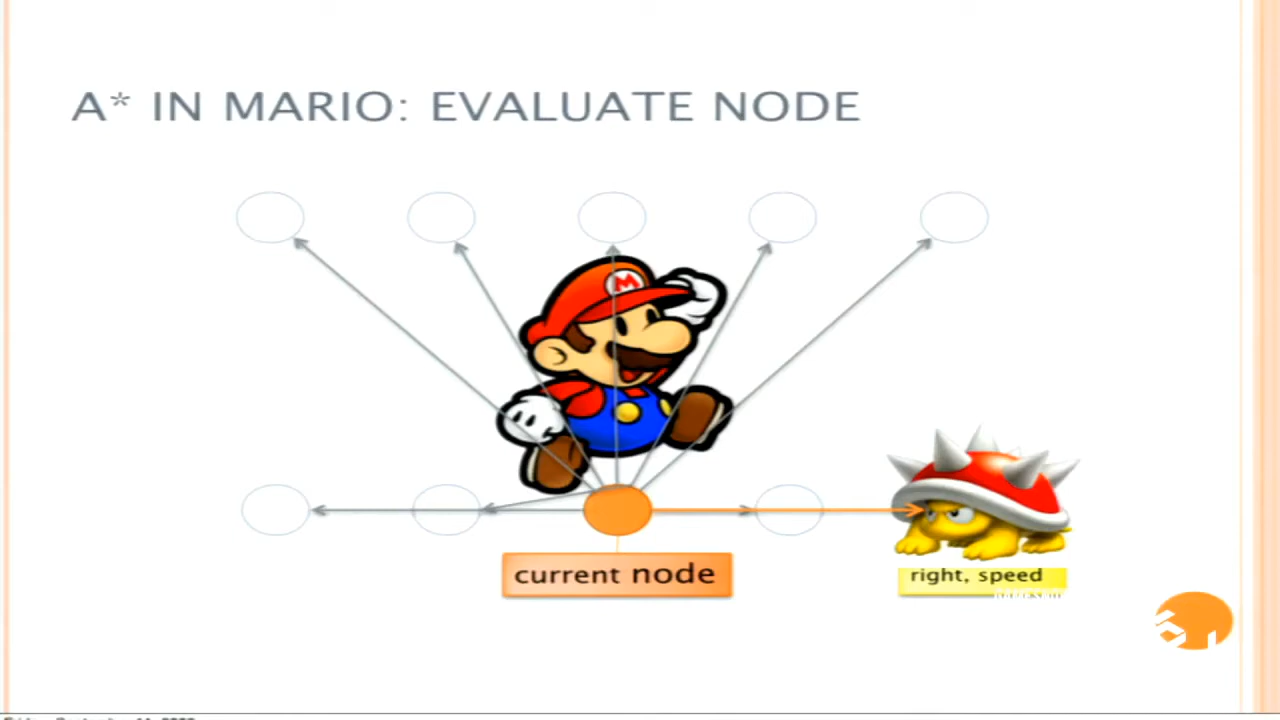 A* IN MARIO: EVALUATE NODE
M
current node
right, speed